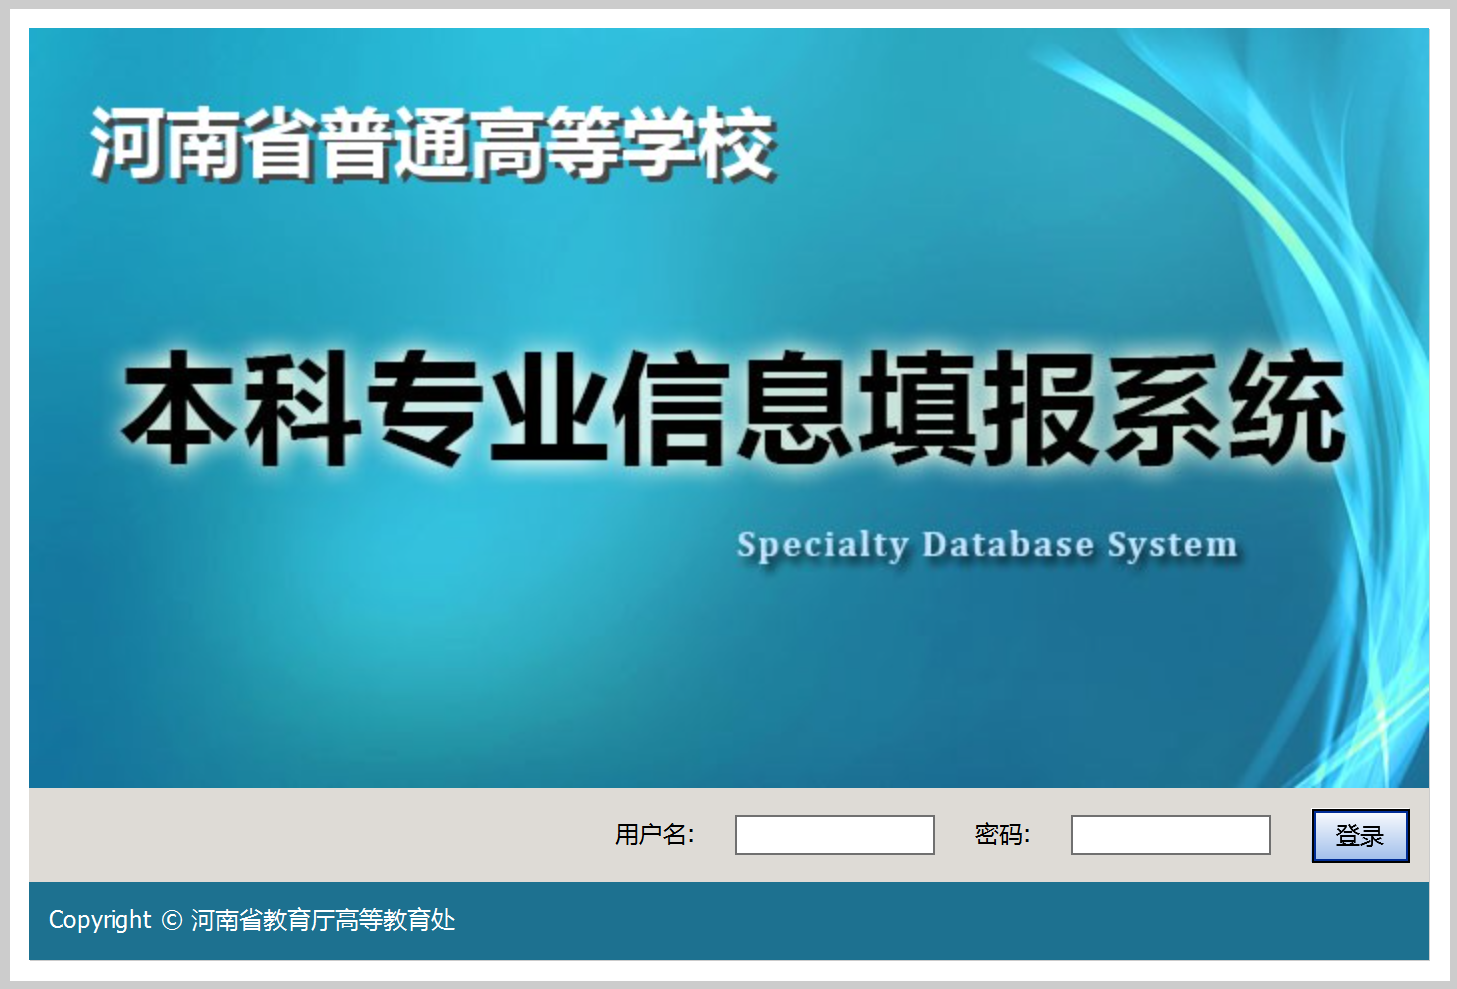 河南省普通高等学校
本科专业信息填报系统
Specialty Database System
用户名: 密码: 登录
Copyright © 河南省教育厅高等教育处